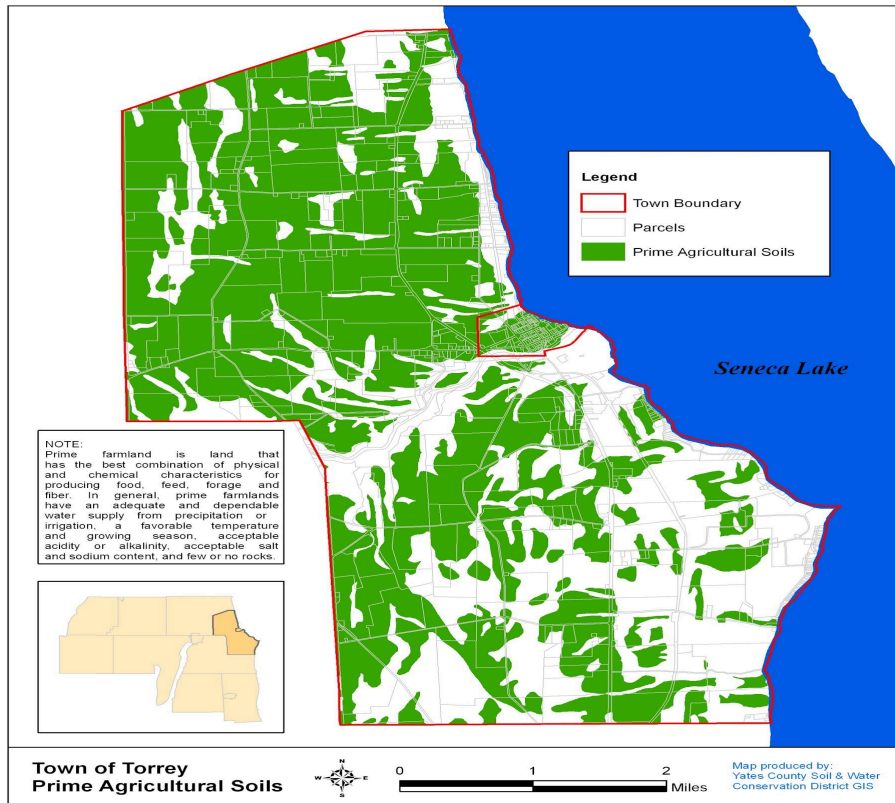 Legend
Town Boundary
Parcels
Prime Agricultural Soils
Seneca Lake
NOTE:
Prime farmland is land that
has the best combination of physical
and chemical characteristics for
producing food, feed, forage and
fiber. In general, prime farmlands
have an adequate and dependable
water supply from precipitation or
irrigation, a favorable temperature
and growing season, acceptable
acidity or alkalinity, acceptable salt
and sodium content, and few or no rocks.
Town of Torrey
Prime Agricultural Soils
N
W E
S
0 1 2
Miles
Map produced by:
Yates County Soil & Water
Conservation District GIS